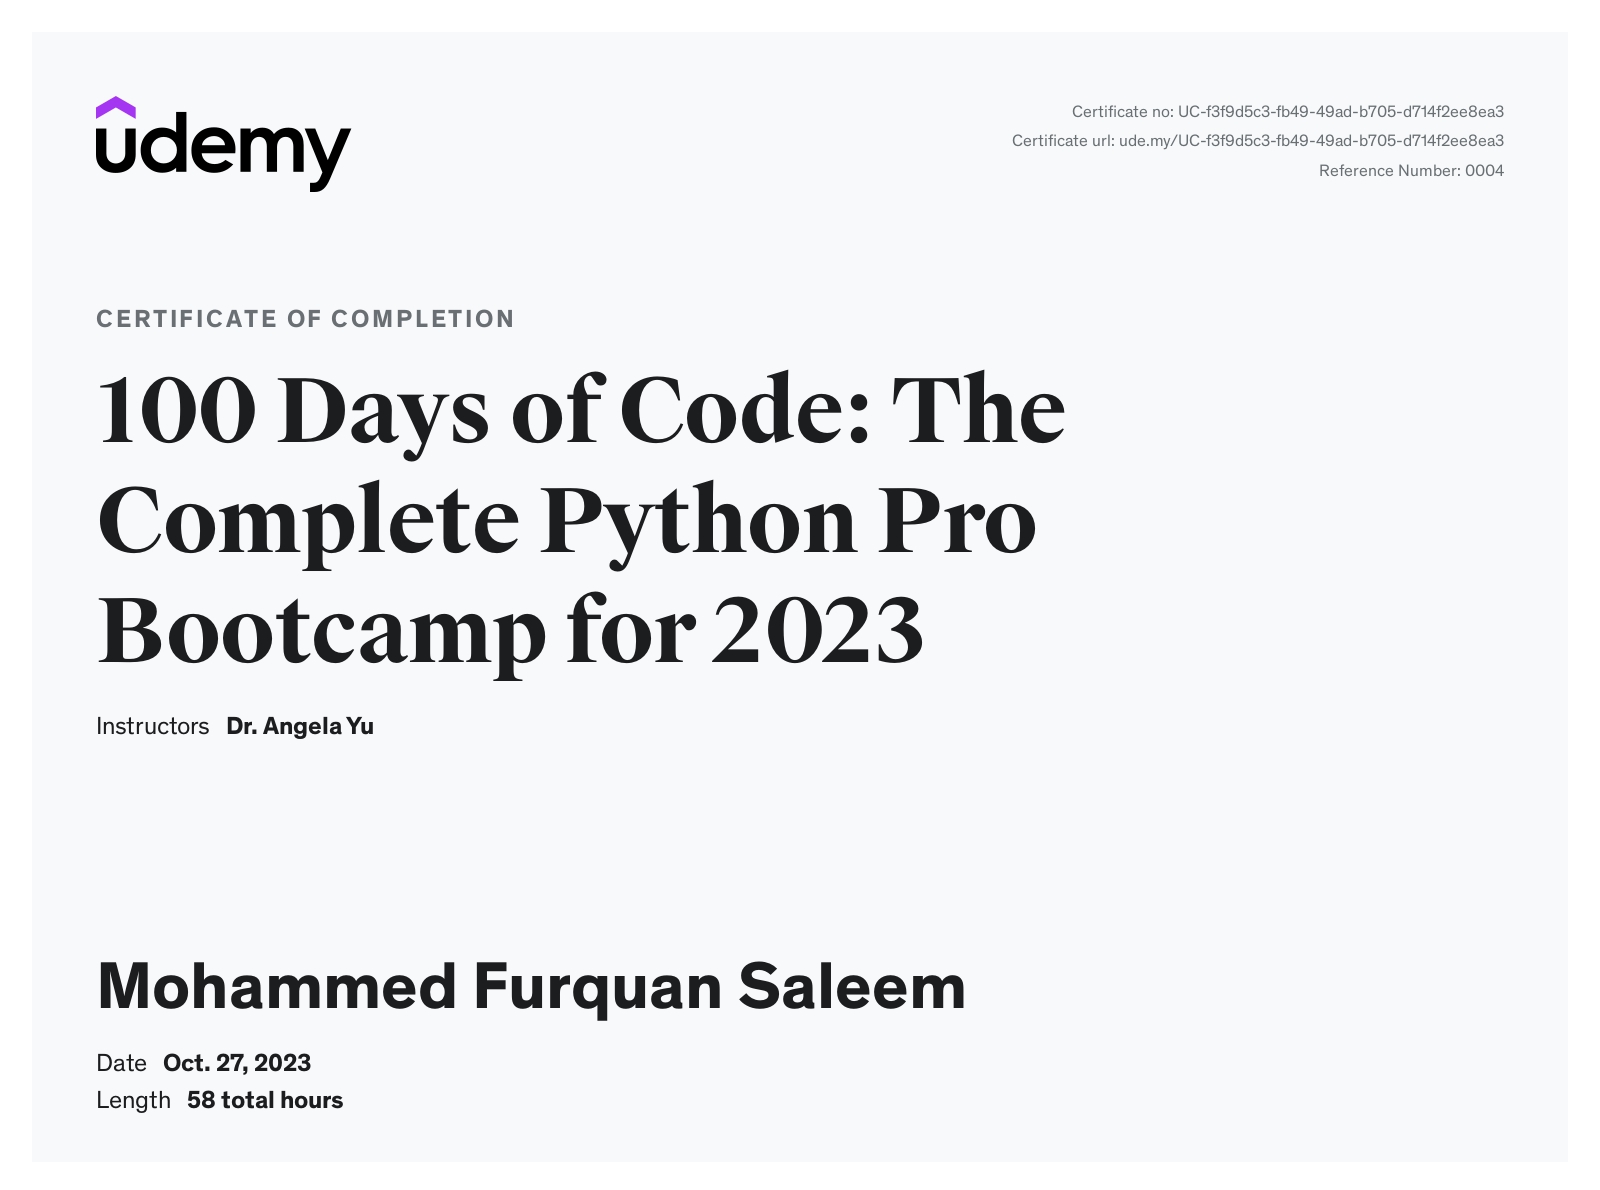 udemy
Certificate no: UC-f3f9d5c3-fb49-49ad-b705-d714f2ee8ea3
Certificate url: ude.my/UC-f3f9d5c3-fb49-49ad-b705-d714f2ee8ea3
Reference Number: 0004
CERTIFICATE OF COMPLETION
100 Days of Code: The
Complete Python Pro
Bootcamp for 2023
Instructors Dr. Angela Yu
Mohammed Furquan Saleem
Date Oct. 27, 2023
Length 58 total hours